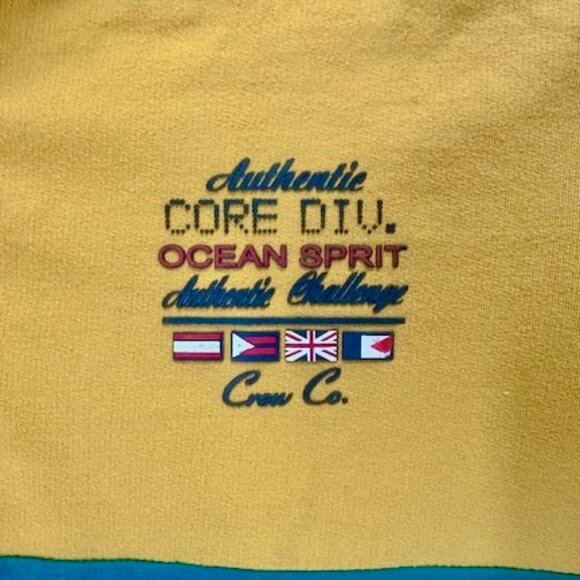 Authentic
CORE DIV.
OCEAN SPRIT
Authentic Challenge
Crew Co.